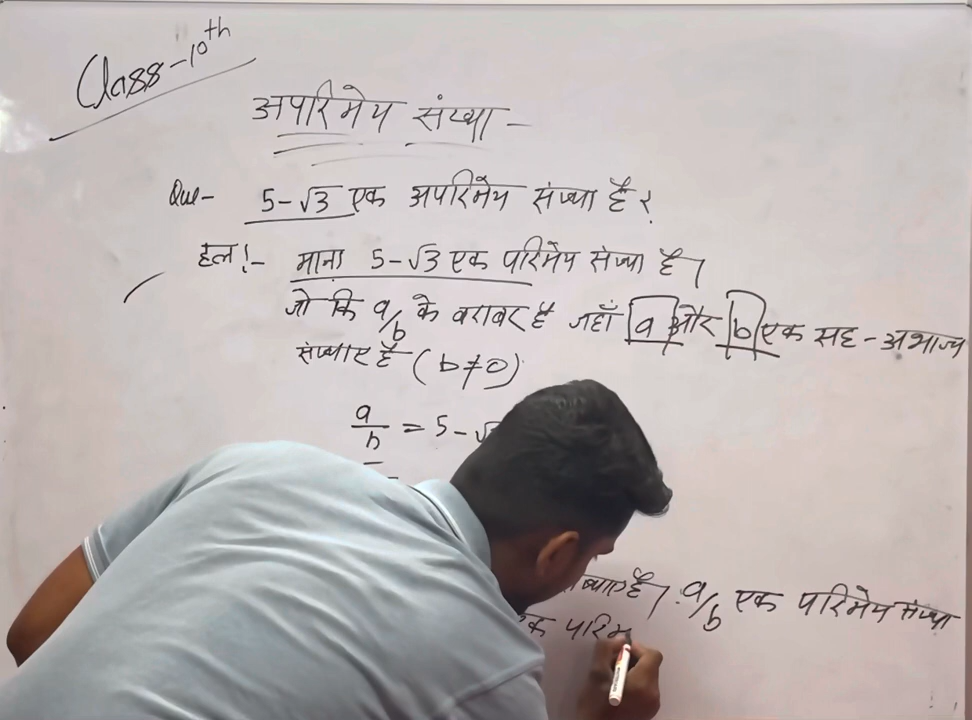 Class-10th
अपरिमेय संख्या -
Que- 5-√3 एक अपरिमेय संख्या है ?
हल!- माना 5-√3 एक परिमेय संख्या है।
जो कि a/b के बराबर है जहाँ a और b एक सह-अभाज्य
संख्याए है (b≠0)
a/b = 5-√
है। a/b एक परिमेय संख्या
परिम